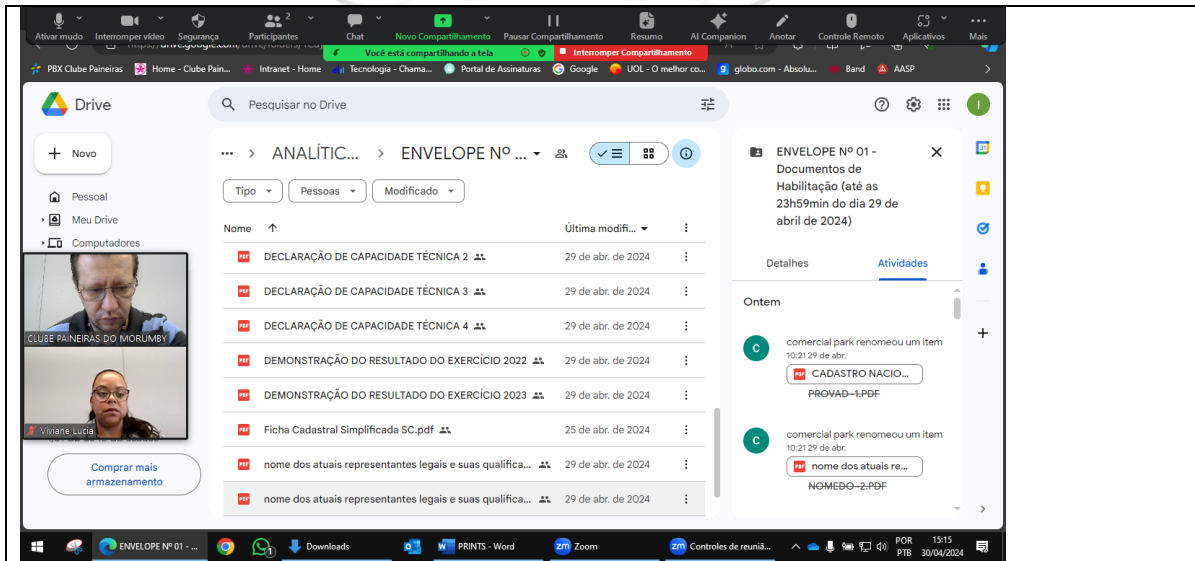 Ativar mudo
Interromper vídeo
Segurança
Participantes
2
Chat
Novo Compartilhamento
Pausar Compartilhamento
Resumo
AI Companion
Anotar
Controle Remoto
Aplicativos
Mais
Você está compartilhando a tela
Interromper Compartilhamento
PBX Clube Paineiras
Home - Clube Pain...
Intranet - Home
Tecnologia - Chama...
Portal de Assinaturas
Google
UOL - O melhor co...
globo.com - Absolu...
Band
AASP
Drive
Pesquisar no Drive
Novo
Pessoal
Meu Drive
Computadores
CLUBE PAINEIRAS DO MORUMBY
Viviane Lucia
Comprar mais
armazenamento
ANALÍTIC...
ENVELOPE Nº ...
Tipo
Pessoas
Modificado
Nome
Última modifi...
DECLARAÇÃO DE CAPACIDADE TÉCNICA 2
29 de abr. de 2024
DECLARAÇÃO DE CAPACIDADE TÉCNICA 3
29 de abr. de 2024
DECLARAÇÃO DE CAPACIDADE TÉCNICA 4
29 de abr. de 2024
DEMONSTRAÇÃO DO RESULTADO DO EXERCÍCIO 2022
29 de abr. de 2024
DEMONSTRAÇÃO DO RESULTADO DO EXERCÍCIO 2023
29 de abr. de 2024
Ficha Cadastral Simplificada SC.pdf
25 de abr. de 2024
nome dos atuais representantes legais e suas qualifica...
29 de abr. de 2024
nome dos atuais representantes legais e suas qualifica...
29 de abr. de 2024
I
ENVELOPE Nº 01 -
Documentos de
Habilitação (até as
23h59min do dia 29 de
abril de 2024)
Detalhes
Atividades
Ontem
C
comercial park renomeou um item
10:21 29 de abr.
CADASTRO NACIO...
PROVAD-1.PDF
C
comercial park renomeou um item
10:21 29 de abr.
nome dos atuais re...
NOMEDO-2.PDF
ENVELOPE Nº 01 - ...
Downloads
PRINTS - Word
Zoom
Controles de reuniã...
POR
PTB
15:15
30/04/2024